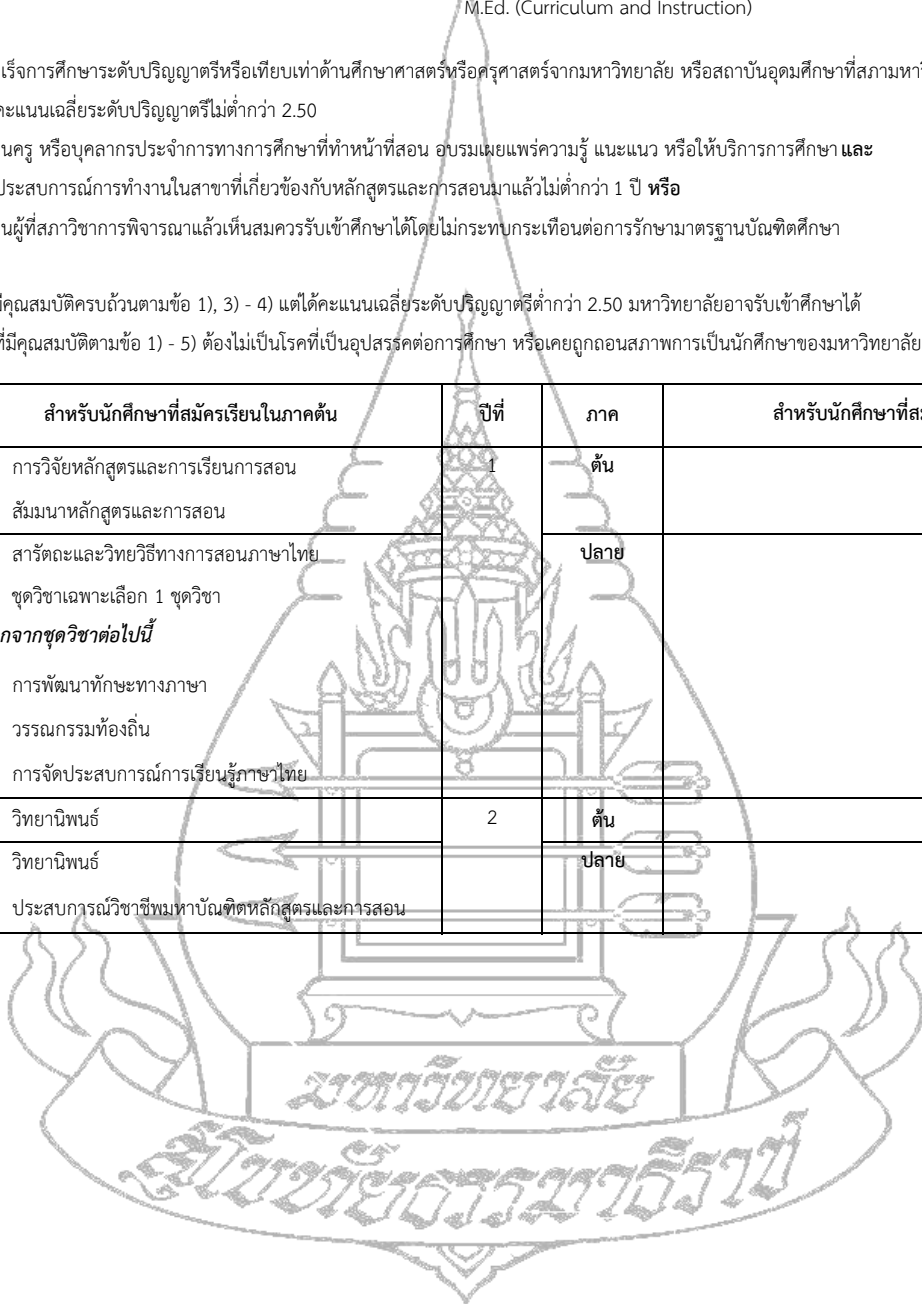 M.Ed. (Curriculum and Instruction)
เร็จการศึกษาระดับปริญญาตรีหรือเทียบเท่าด้านศึกษาศาสตร์หรือครุศาสตร์จากมหาวิทยาลัย หรือสถาบันอุดมศึกษาที่สภามหาวิ
คะแนนเฉลี่ยระดับปริญญาตรีไม่ต่ำกว่า 2.50
นครู หรือบุคลากรประจำการทางการศึกษาที่ทำหน้าที่สอน อบรมเผยแพร่ความรู้ แนะแนว หรือให้บริการการศึกษา และ
ประสบการณ์การทำงานในสาขาที่เกี่ยวข้องกับหลักสูตรและการสอนมาแล้วไม่ต่ำกว่า 1 ปี หรือ
นผู้ที่สภาวิชาการพิจารณาแล้วเห็นสมควรรับเข้าศึกษาได้โดยไม่กระทบกระเทือนต่อการรักษามาตรฐานบัณฑิตศึกษา
มีคุณสมบัติครบถ้วนตามข้อ 1), 3) - 4) แต่ได้คะแนนเฉลี่ยระดับปริญญาตรีต่ำกว่า 2.50 มหาวิทยาลัยอาจรับเข้าศึกษาได้
ที่มีคุณสมบัติตามข้อ 1) - 5) ต้องไม่เป็นโรคที่เป็นอุปสรรคต่อการศึกษา หรือเคยถูกถอนสภาพการเป็นนักศึกษาของมหาวิทยาลัย
สำหรับนักศึกษาที่สมัครเรียนในภาคต้น ปีที่ ภาค สำหรับนักศึกษาที่สม
การวิจัยหลักสูตรและการเรียนการสอน 1 ต้น
สัมมนาหลักสูตรและการสอน
สารัตถะและวิทยวิธีทางการสอนภาษาไทย ปลาย
ชุดวิชาเฉพาะเลือก 1 ชุดวิชา
กจากชุดวิชาต่อไปนี้
การพัฒนาทักษะทางภาษา
วรรณกรรมท้องถิ่น
การจัดประสบการณ์การเรียนรู้ภาษาไทย
วิทยานิพนธ์ 2 ต้น
วิทยานิพนธ์ ปลาย
ประสบการณ์วิชาชีพมหาบัณฑิตหลักสูตรและการสอน
มหาวิทยาลัย
สุโขทัยธรรมาธิราช